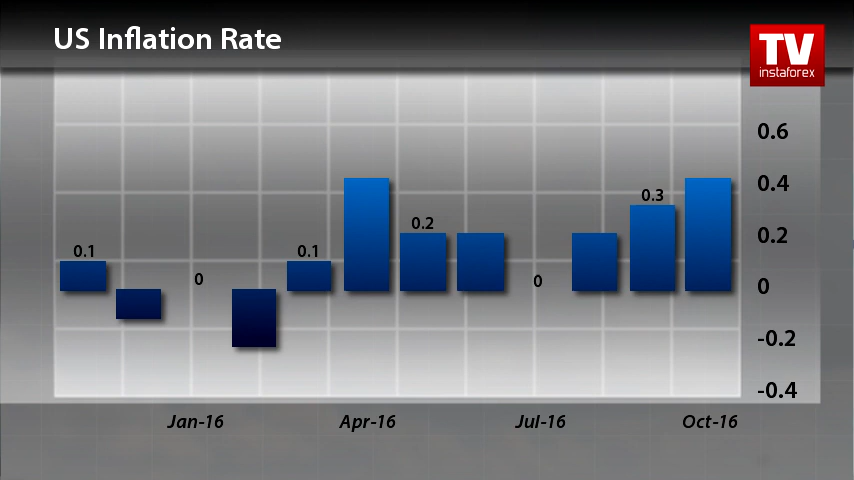 US Inflation Rate
TV
instaforex
0.6
0.4
0.2
0
-0.2
-0.4
0.1
0
0.1
0.2
0
0.3
Jan-16
Apr-16
Jul-16
Oct-16